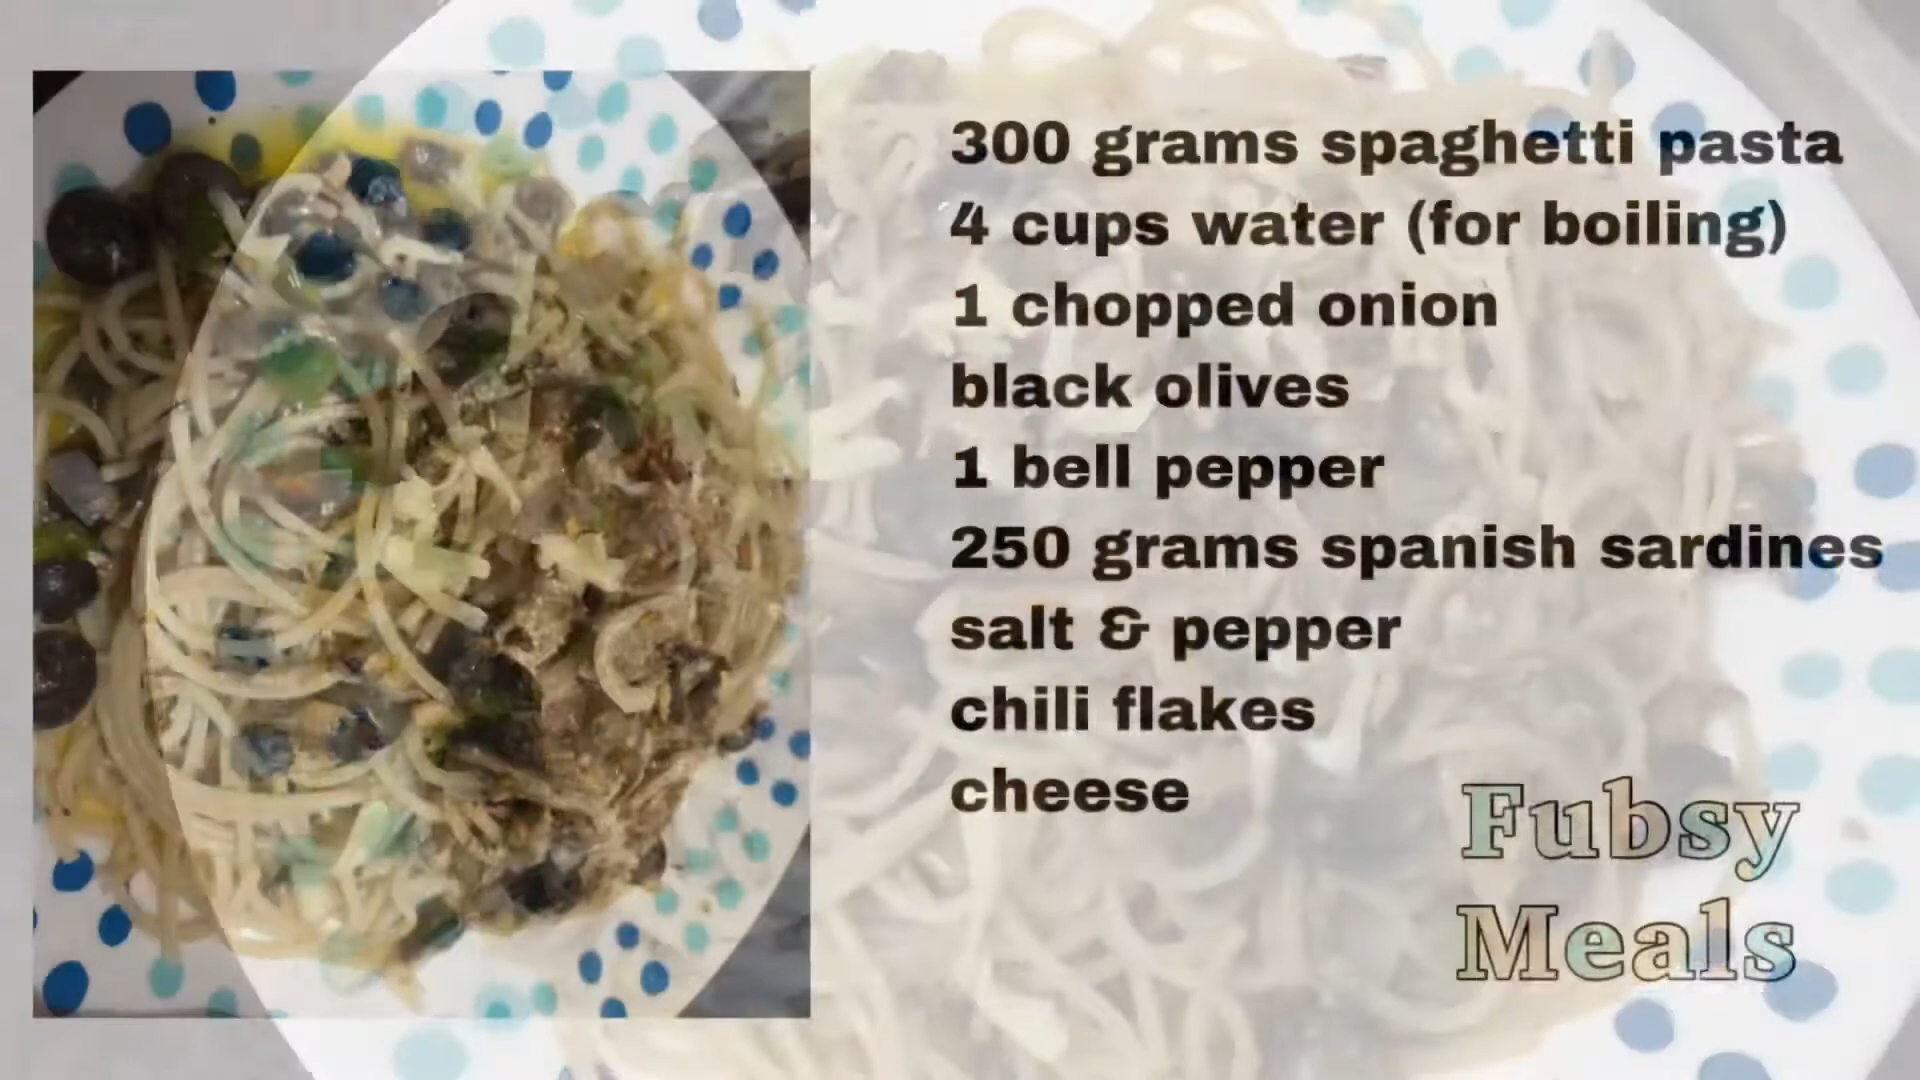 300 grams spaghetti pasta
4 cups water (for boiling)
1 chopped onion
black olives
1 bell pepper
250 grams spanish sardines
salt & pepper
chili flakes
cheese
Fubsy
Meals